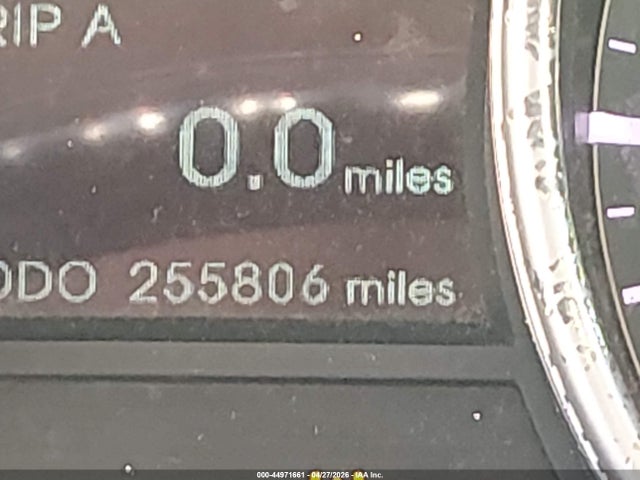 RIP A
0.0 miles
ODO 255806 miles
000-44971661 - 04/27/2026 - IAA Inc.